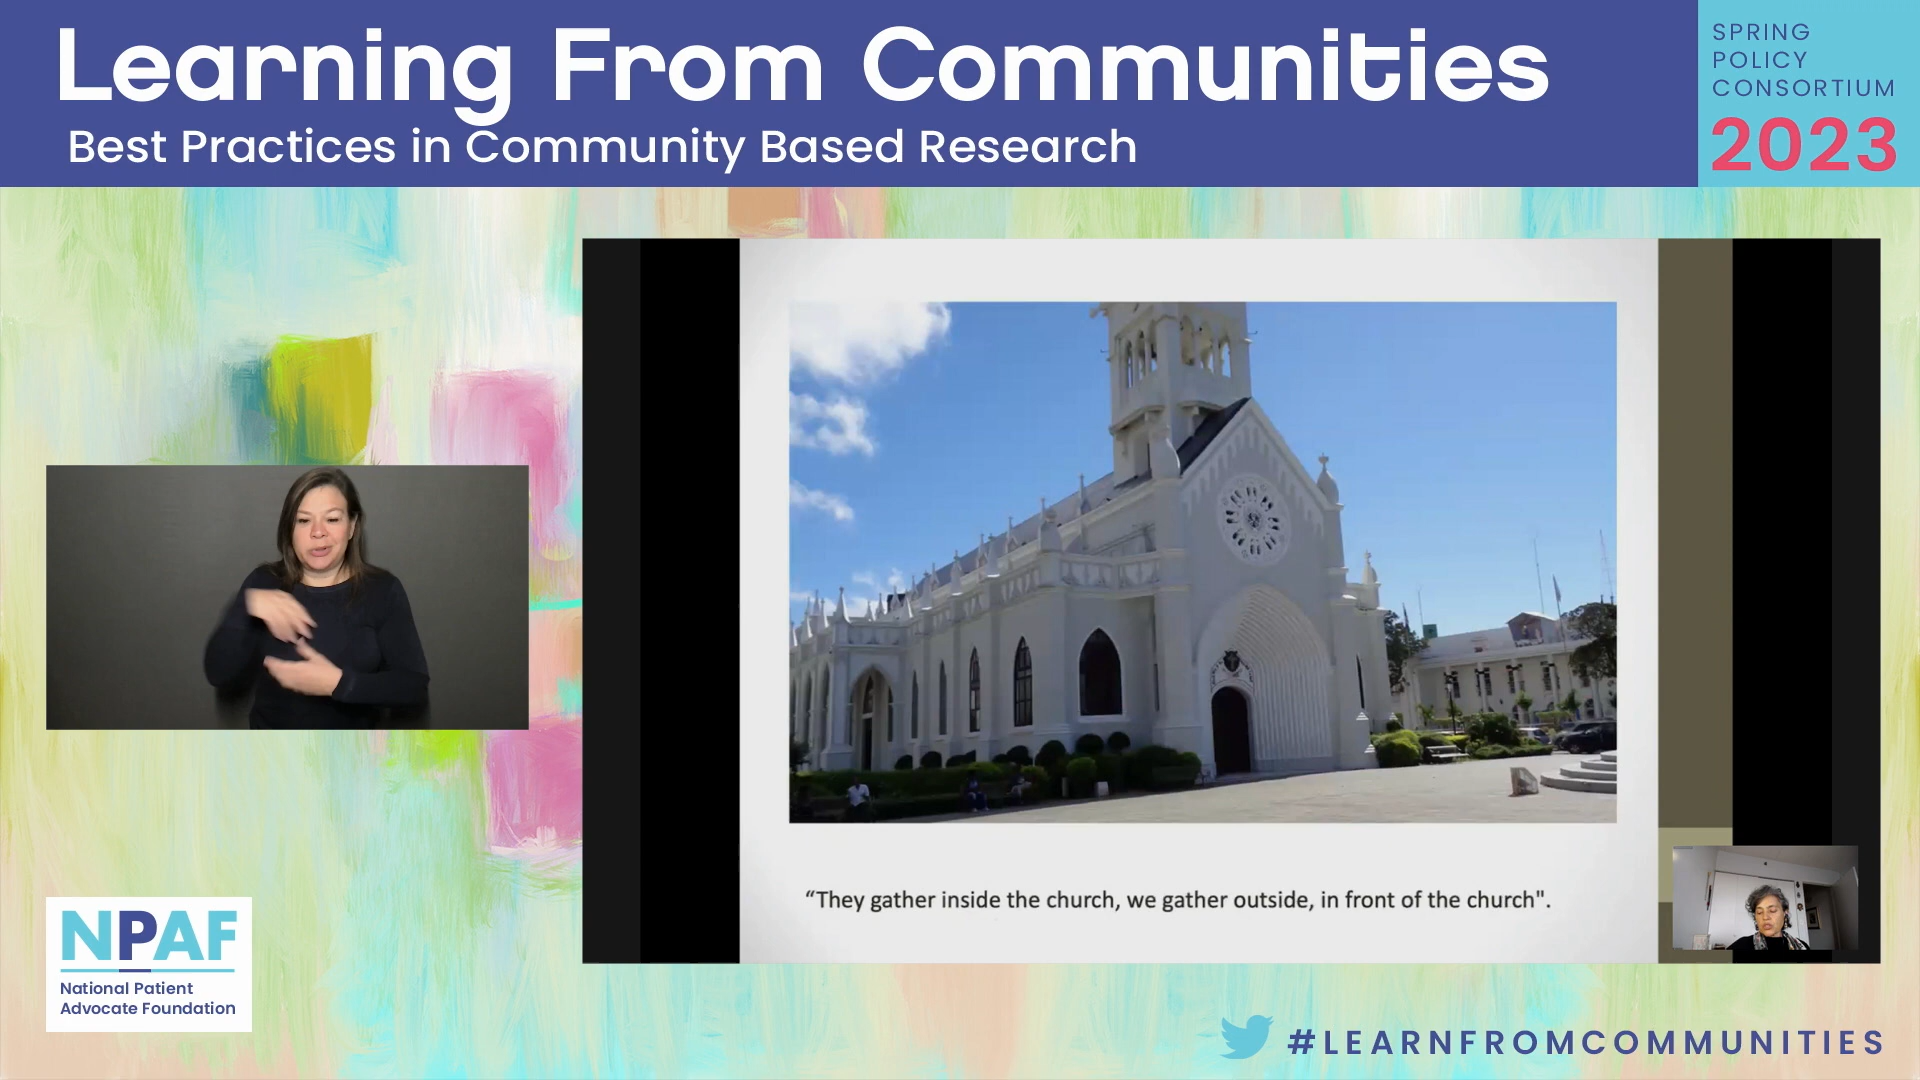 Learning From Communities
Best Practices in Community Based Research
SPRING
POLICY
CONSORTIUM
2023
“They gather inside the church, we gather outside, in front of the church".
NPAF
National Patient
Advocate Foundation
#LEARNFROMCOMMUNITIES